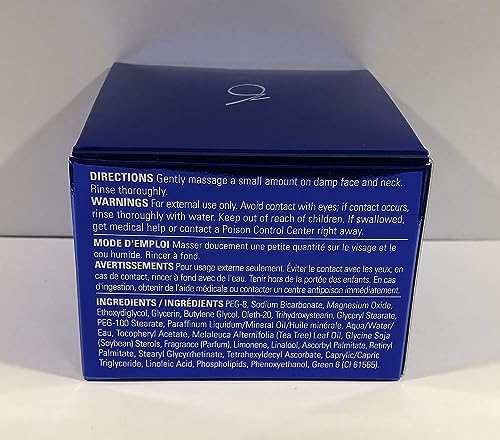 DIRECTIONS Gently massage a small amount on damp face and neck.
Rinse thoroughly.
WARNINGS For external use only. Avoid contact with eyes; if contact occurs,
rinse thoroughly with water. Keep out of reach of children. If swallowed,
get medical help or contact a Poison Control Center right away.
MODE D'EMPLOI Masser doucement une petite quantité sur le visage et le
cou humide. Rincer à fond.
AVERTISSEMENTS Pour usage externe seulement. Éviter le contact avec les yeux; en
cas de contact, rincer à fond avec de l'eau. Tenir hors de la portée des enfants. En cas
d'ingestion, obtenir de l'aide médicale ou contacter un centre antipoison immédiatement.
INGREDIENTS / INGRÉDIENTS PEG-8, Sodium Bicarbonate, Magnesium Oxide,
Ethoxydiglycol, Glycerin, Butylene Glycol, Oleth-20, Trihydroxystearin, Glyceryl Stearate,
PEG-100 Stearate, Paraffinum Liquidum/Mineral Oil/Huile minérale, Aqua/Water/
Eau, Tocopheryl Acetate, Melaleuca Alternifolia (Tea Tree) Leaf Oil, Glycine Soja
(Soybean) Sterols, Fragrance (Parfum), Limonene, Linalool, Ascorbyl Palmitate, Retinyl
Palmitate, Stearyl Glycyrrhetinate, Tetrahexyldecyl Ascorbate, Caprylic/Capric
Triglyceride, Linoleic Acid, Phospholipids, Phenoxyethanol, Green 6 (CI 61565).